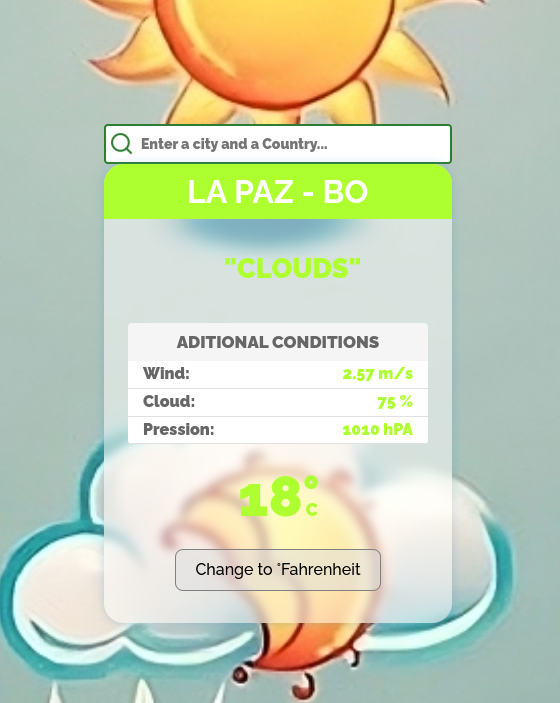 Enter a city and a Country...
LA PAZ - BO
"CLOUDS"
ADITIONAL CONDITIONS
Wind: 2.57 m/s
Cloud: 75 %
Pression: 1010 hPA
18° C
Change to °Fahrenheit